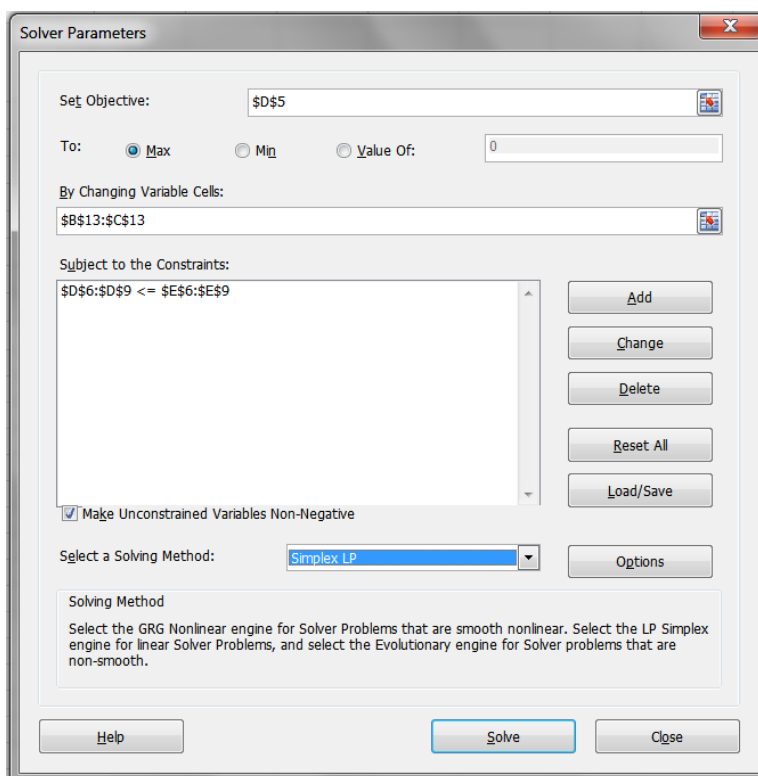 Solver Parameters
Set Objective:
$D$5
To:
Max
Min
Value Of:
0
By Changing Variable Cells:
$B$13:$C$13
Subject to the Constraints:
$D$6:$D$9 <= $E$6:$E$9
Add
Change
Delete
Reset All
Load/Save
Make Unconstrained Variables Non-Negative
Select a Solving Method:
Simplex LP
Options
Solving Method
Select the GRG Nonlinear engine for Solver Problems that are smooth nonlinear. Select the LP Simplex
engine for linear Solver Problems, and select the Evolutionary engine for Solver problems that are
non-smooth.
Help
Solve
Close